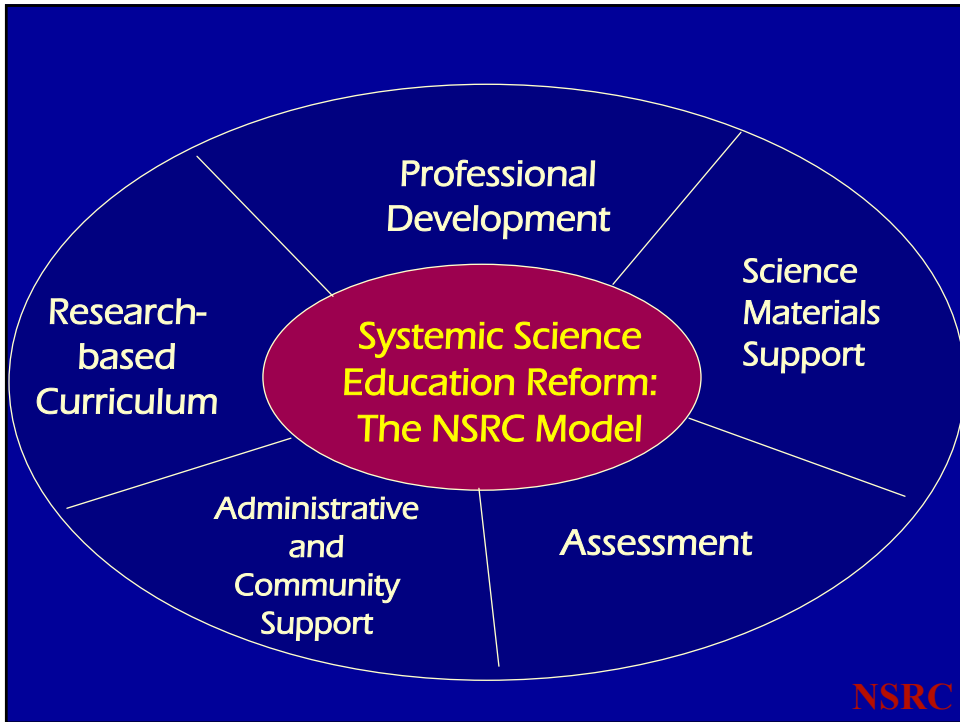 Professional
Development
Science
Materials
Support
Research-
based
Curriculum
Systemic Science
Education Reform:
The NSRC Model
Administrative
and
Community
Support
Assessment
NSRC